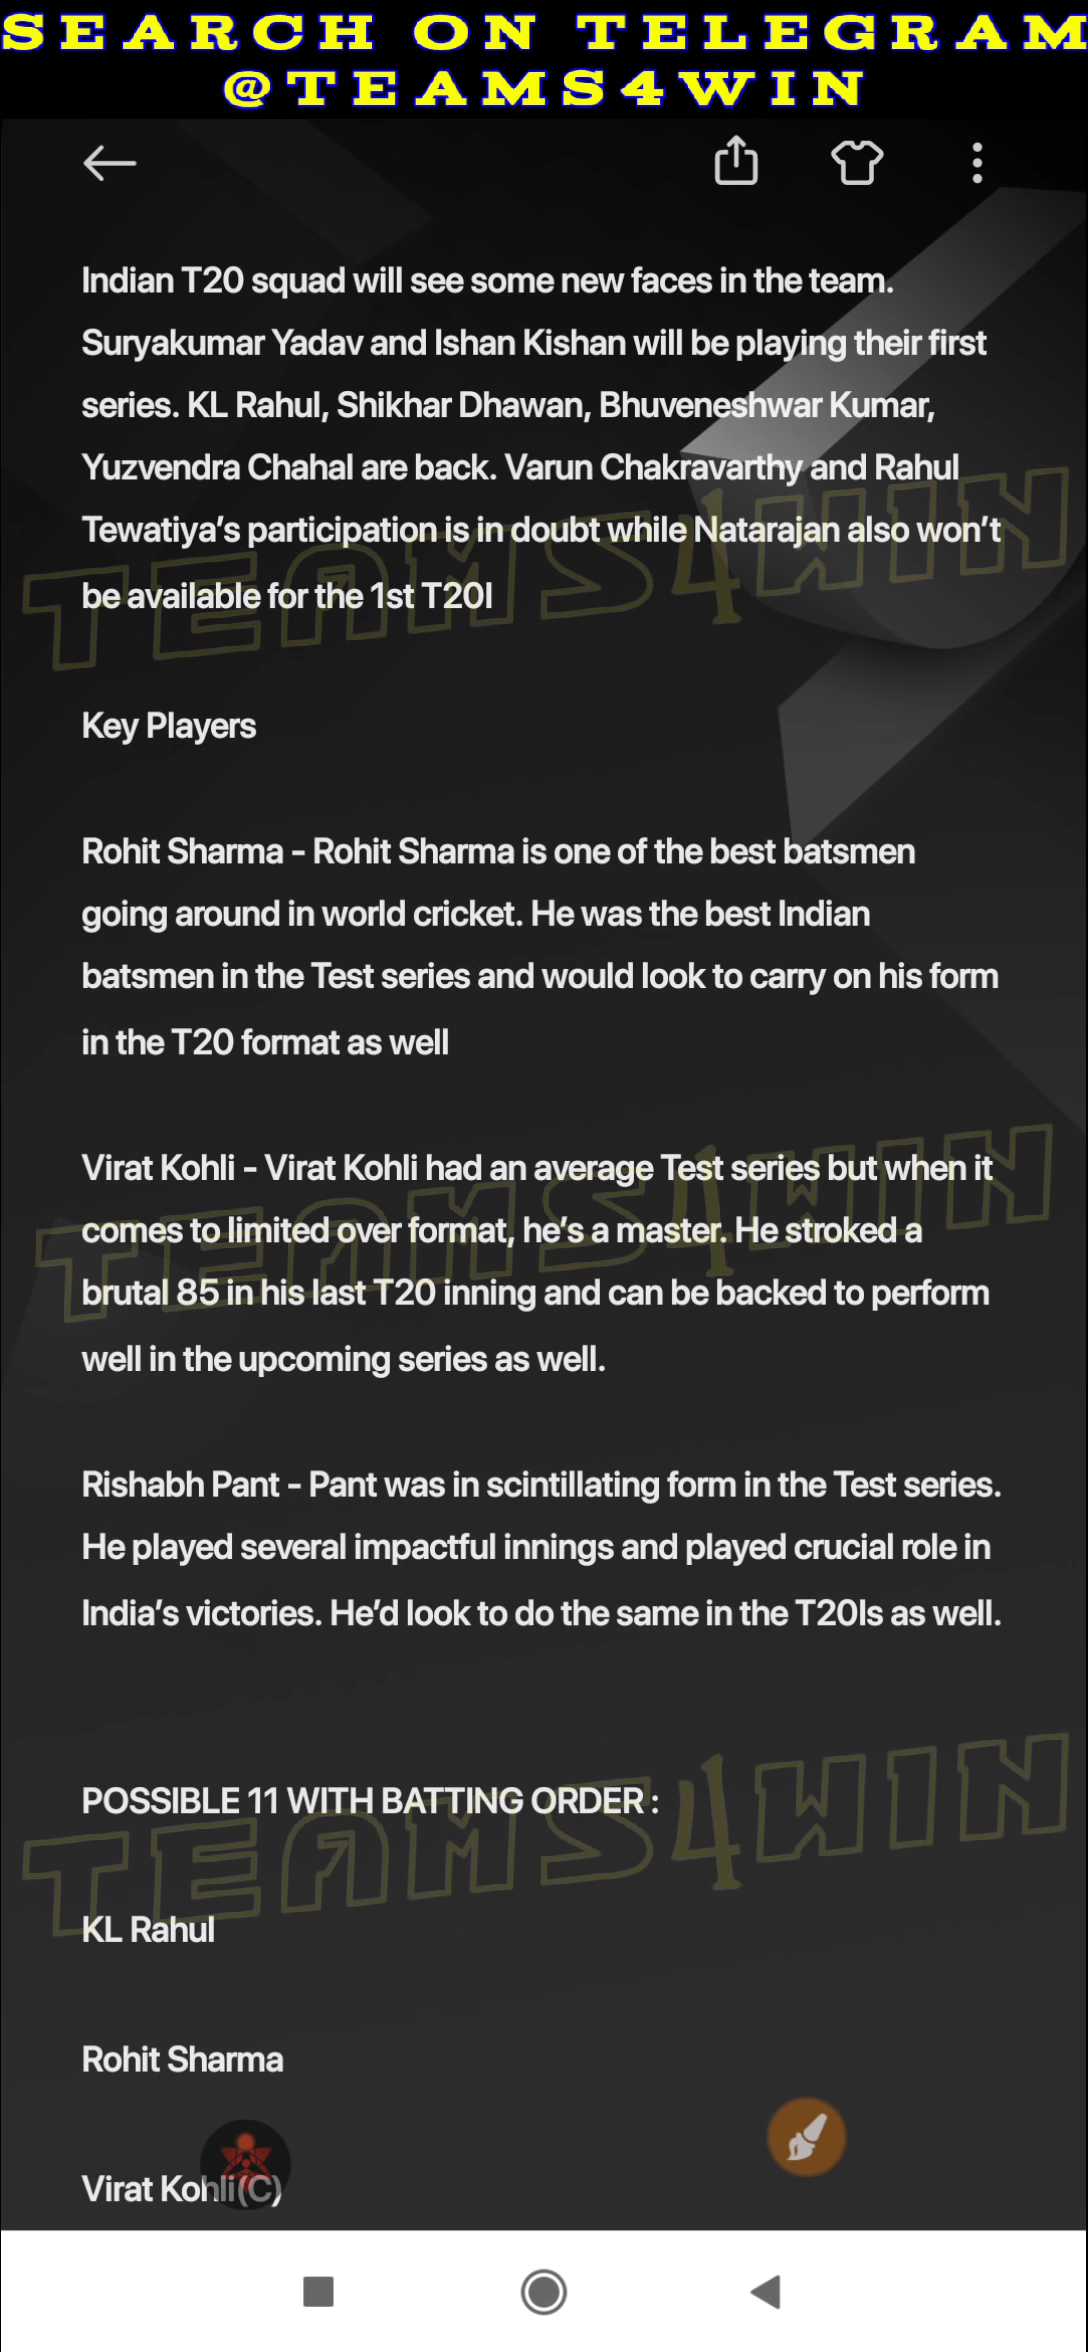 SEARCH ON TELEGRAM
@TEAMS4WIN
Indian T20 squad will see some new faces in the team.
Suryakumar Yadav and Ishan Kishan will be playing their first
series. KL Rahul, Shikhar Dhawan, Bhuveneshwar Kumar,
Yuzvendra Chahal are back. Varun Chakravarthy and Rahul
Tewatiya’s participation is in doubt while Natarajan also won’t
be available for the 1st T20I
TEAMS4WIN
Key Players
Rohit Sharma - Rohit Sharma is one of the best batsmen
going around in world cricket. He was the best Indian
batsmen in the Test series and would look to carry on his form
in the T20 format as well
Virat Kohli - Virat Kohli had an average Test series but when it
comes to limited over format, he’s a master. He stroked a
brutal 85 in his last T20 inning and can be backed to perform
well in the upcoming series as well.
TEAMS4WIN
Rishabh Pant - Pant was in scintillating form in the Test series.
He played several impactful innings and played crucial role in
India’s victories. He’d look to do the same in the T20Is as well.
POSSIBLE 11 WITH BATTING ORDER :
TEAMS4WIN
KL Rahul
Rohit Sharma
Virat Kohli(C)